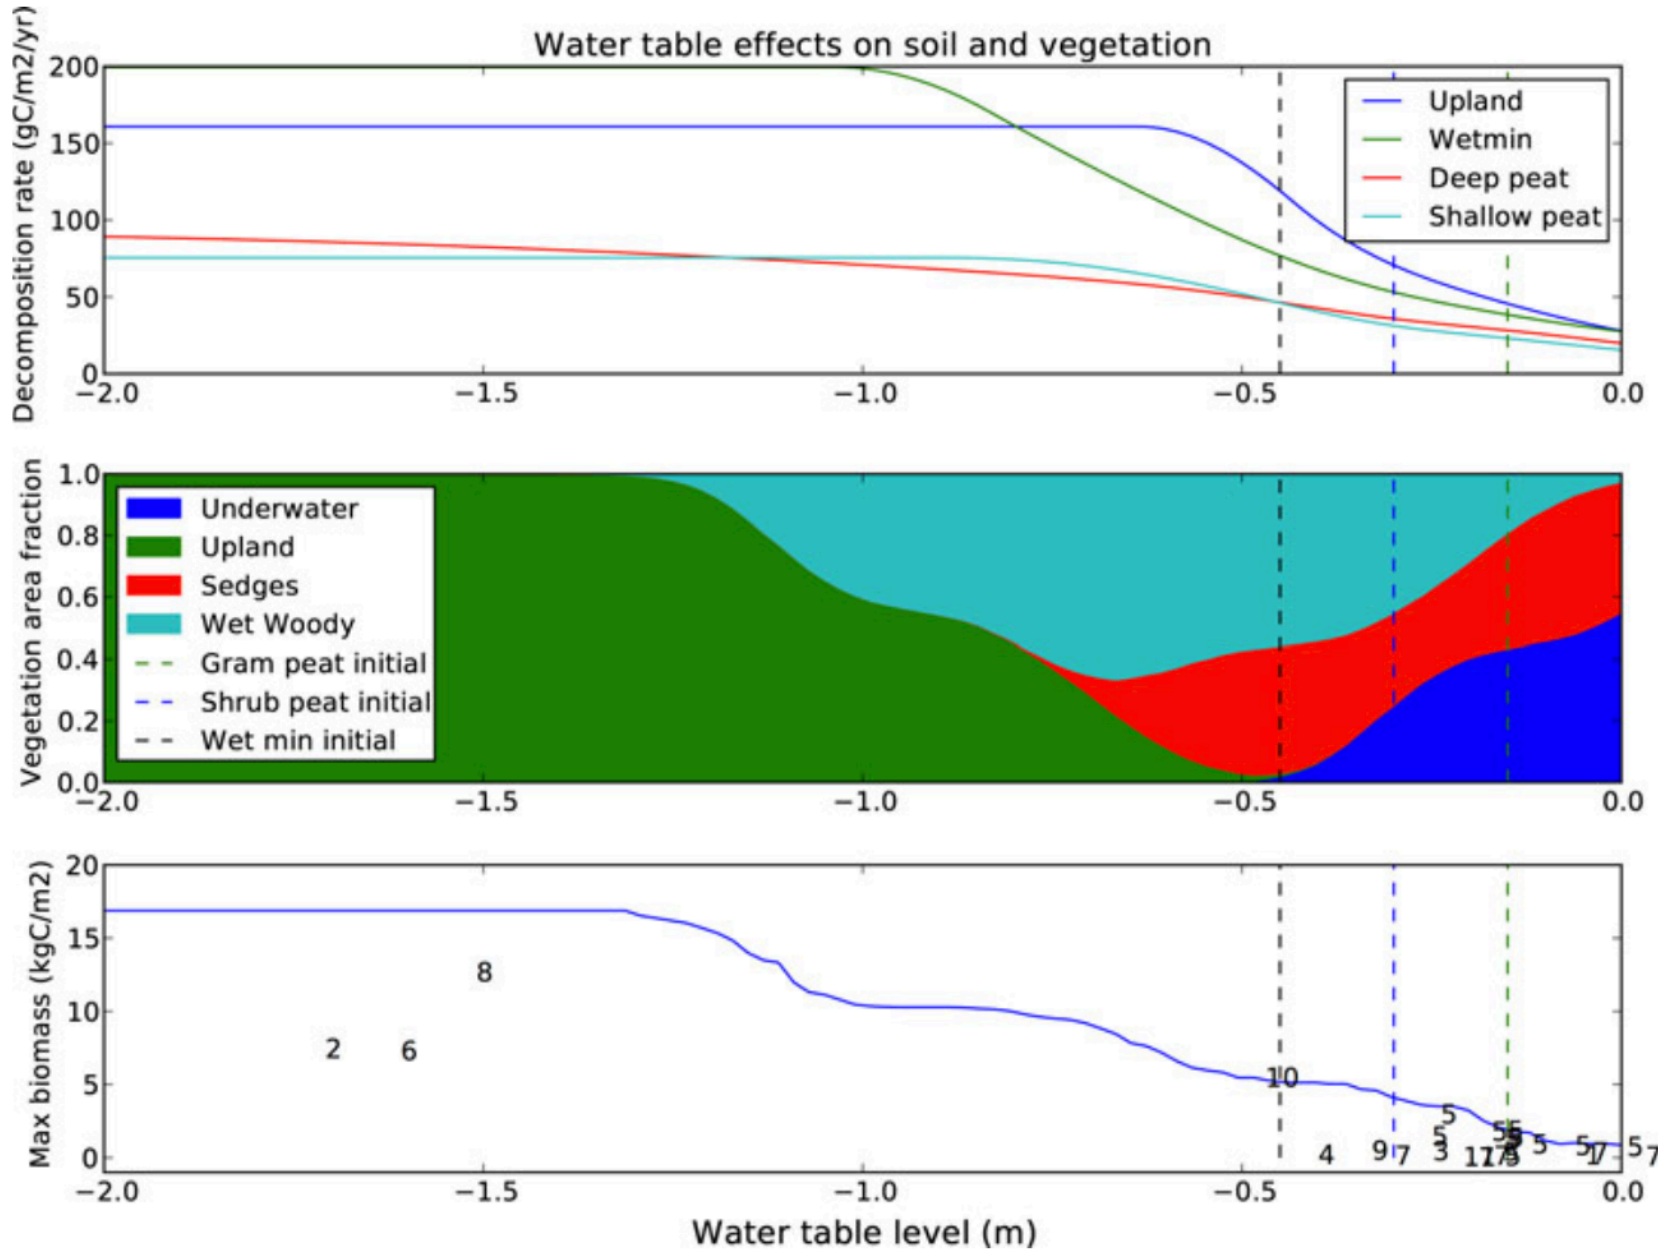 Water table effects on soil and vegetation
Decomposition rate (gC/m2/yr)
200
150
100
50
0
−2.0 −1.5 −1.0 −0.5 0.0
Upland
Wetmin
Deep peat
Shallow peat
Vegetation area fraction
1.0
0.8
0.6
0.4
0.2
0.0
−2.0 −1.5 −1.0 −0.5 0.0
Underwater
Upland
Sedges
Wet Woody
Gram peat initial
Shrub peat initial
Wet min initial
Max biomass (kgC/m2)
20
15
10
5
0
8
2 6
10
5
5 5 5 5
4 9 7 3
−2.0 −1.5 −1.0 −0.5 0.0
Water table level (m)